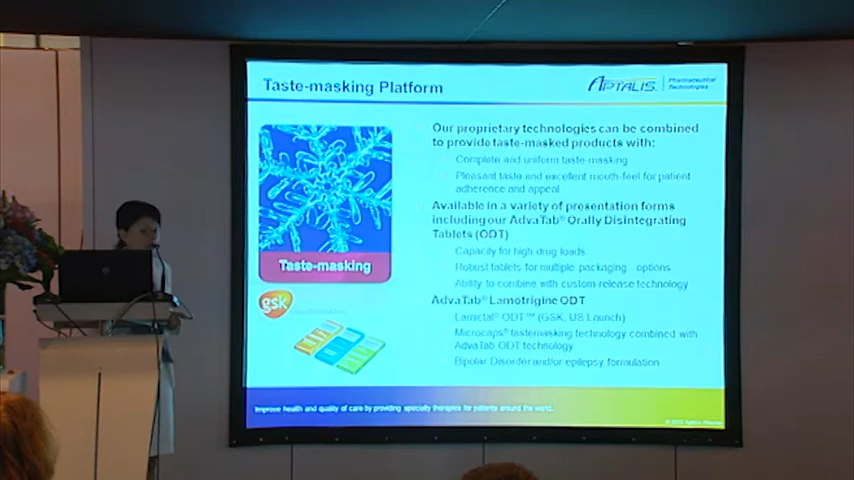 Taste-masking Platform
APTALIS
Pharmaceutical
Technologies
Our proprietary technologies can be combined
to provide taste-masked products with:
Complete and uniform taste-masking
Pleasant taste and excellent mouth-feel for patient
adherence and appeal
Available in a variety of presentation forms
including our AdvaTab® Orally Disintegrating
Tablets (ODT)
Capacity for high drug loads
Robust tablets for multiple packaging options
Ability to combine with custom-release technology
Taste-masking
gsk
AdvaTab® Lamotrigine ODT
Lamictal® ODT™ (GSK, US Launch)
Microcaps® tastemasking technology combined with
AdvaTab ODT technology
Bipolar Disorder and/or epilepsy formulation
Improve health and quality of care by providing specialty therapies for patients around the world.